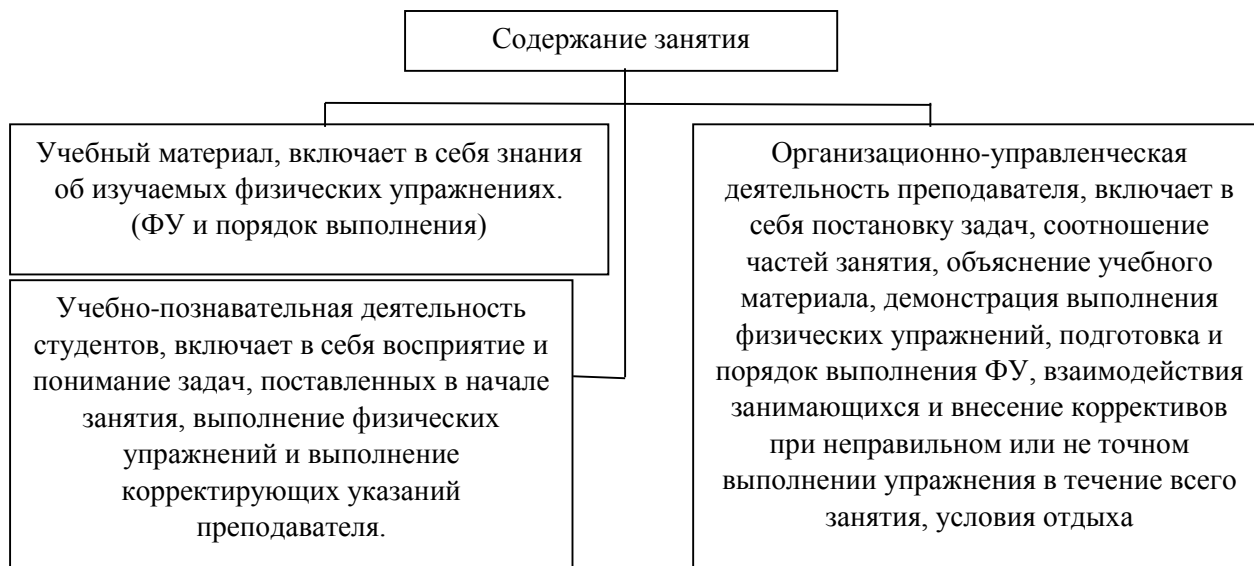 Содержание занятия
Учебный материал, включает в себя знания
об изучаемых физических упражнениях.
(ФУ и порядок выполнения)
Учебно-познавательная деятельность
студентов, включает в себя восприятие и
понимание задач, поставленных в начале
занятия, выполнение физических
упражнений и выполнение
корректирующих указаний
преподавателя.
Организационно-управленческая
деятельность преподавателя, включает в
себя постановку задач, соотношение
частей занятия, объяснение учебного
материала, демонстрация выполнения
физических упражнений, подготовка и
порядок выполнения ФУ, взаимодействия
занимающихся и внесение коррективов
при неправильном или не точном
выполнении упражнения в течение всего
занятия, условия отдыха